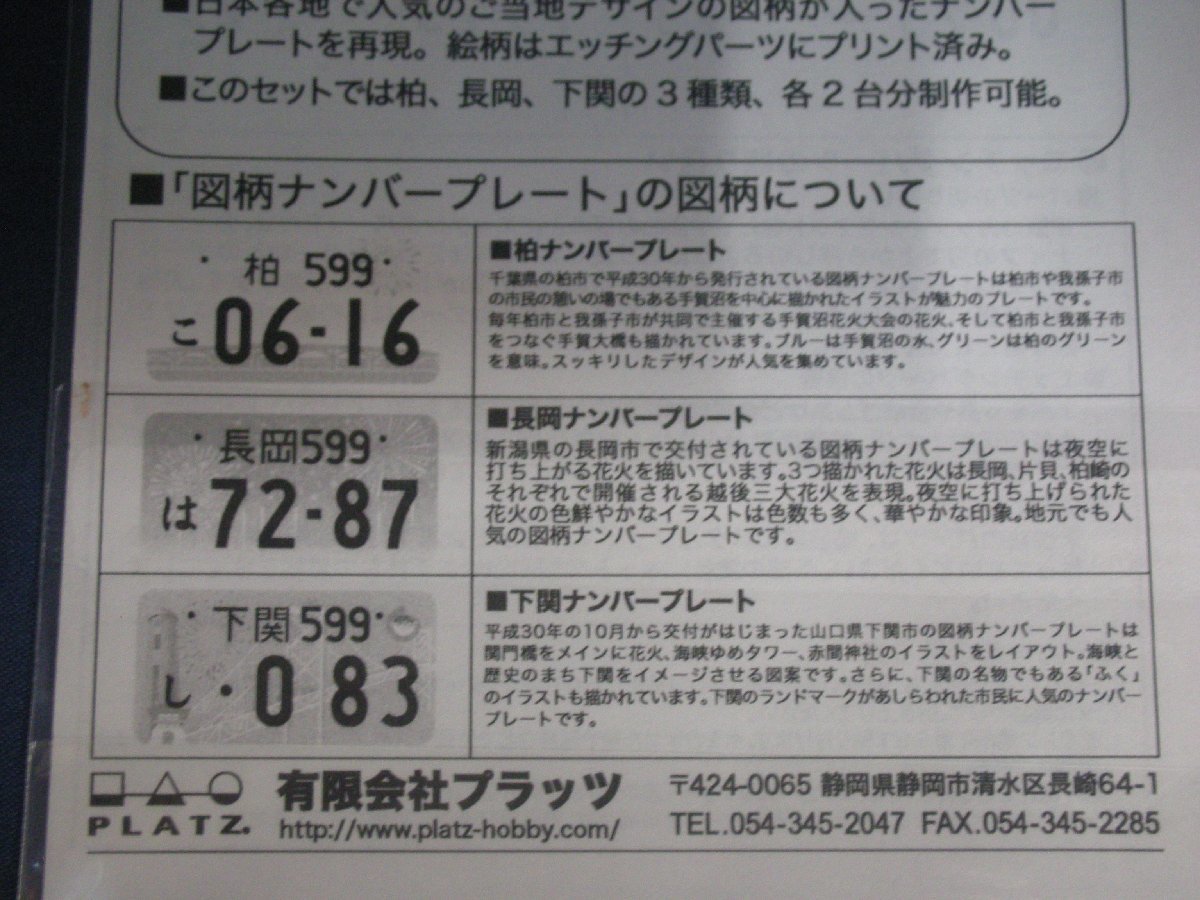 ■日本各地で人気のご当地デザインの図柄が入ったナンバー
プレートを再現。絵柄はエッチングパーツにプリント済み。
■このセットでは柏、長岡、下関の3種類、各2台分制作可能。
■「図柄ナンバープレート」の図柄について
柏 599
こ 06-16
■柏ナンバープレート
千葉県の柏市で平成30年から発行されている図柄ナンバープレートは柏市や我孫子市
の市民の憩いの場でもある手賀沼を中心に描かれたイラストが魅力のプレートです。
毎年柏市と我孫子市が共同で主催する手賀沼花火大会の花火、そして柏市と我孫子市
をつなぐ手賀大橋も描かれています。ブルーは手賀沼の水、グリーンは柏のグリーン
を意味。スッキリしたデザインが人気を集めています。
長岡 599
は 72-87
■長岡ナンバープレート
新潟県の長岡市で交付されている図柄ナンバープレートは夜空に
打ち上がる花火を描いています。3つ描かれた花火は長岡、片貝、柏崎の
それぞれで開催される越後三大花火を表現。夜空に打ち上げられた
花火の色鮮やかなイラストは色数も多く、華やかな印象。地元でも人
気の図柄ナンバープレートです。
下関 599
し ・0 83
■下関ナンバープレート
平成30年の10月から交付がはじまった山口県下関市の図柄ナンバープレートは
関門橋をメインに花火、海峡ゆめタワー、赤間神社のイラストをレイアウト。海峡と
歴史のまち下関をイメージさせる図案です。さらに、下関の名物でもある「ふく」
のイラストも描かれています。下関のランドマークがあしらわれた市民に人気のナンバー
プレートです。
PLATZ.
有限会社プラッツ
http://www.platz-hobby.com/
〒424-0065 静岡県静岡市清水区長崎64-1
TEL.054-345-2047 FAX.054-345-2285